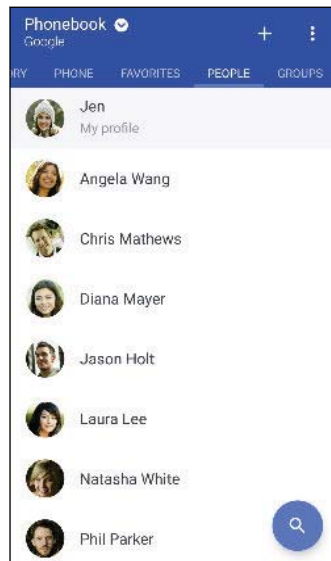 Phonebook
Google
RY PHONE FAVORITES PEOPLE GROUPS
Jen
My profile
Angela Wang
Chris Mathews
Diana Mayer
Jason Holt
Laura Lee
Natasha White
Phil Parker